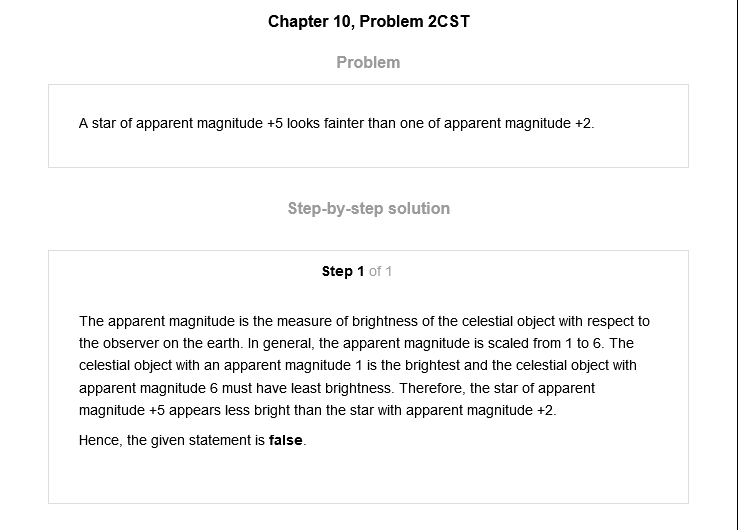 Chapter 10, Problem 2CST
Problem
A star of apparent magnitude +5 looks fainter than one of apparent magnitude +2.
Step-by-step solution
Step 1 of 1
The apparent magnitude is the measure of brightness of the celestial object with respect to
the observer on the earth. In general, the apparent magnitude is scaled from 1 to 6. The
celestial object with an apparent magnitude 1 is the brightest and the celestial object with
apparent magnitude 6 must have least brightness. Therefore, the star of apparent
magnitude +5 appears less bright than the star with apparent magnitude +2.
Hence, the given statement is false.